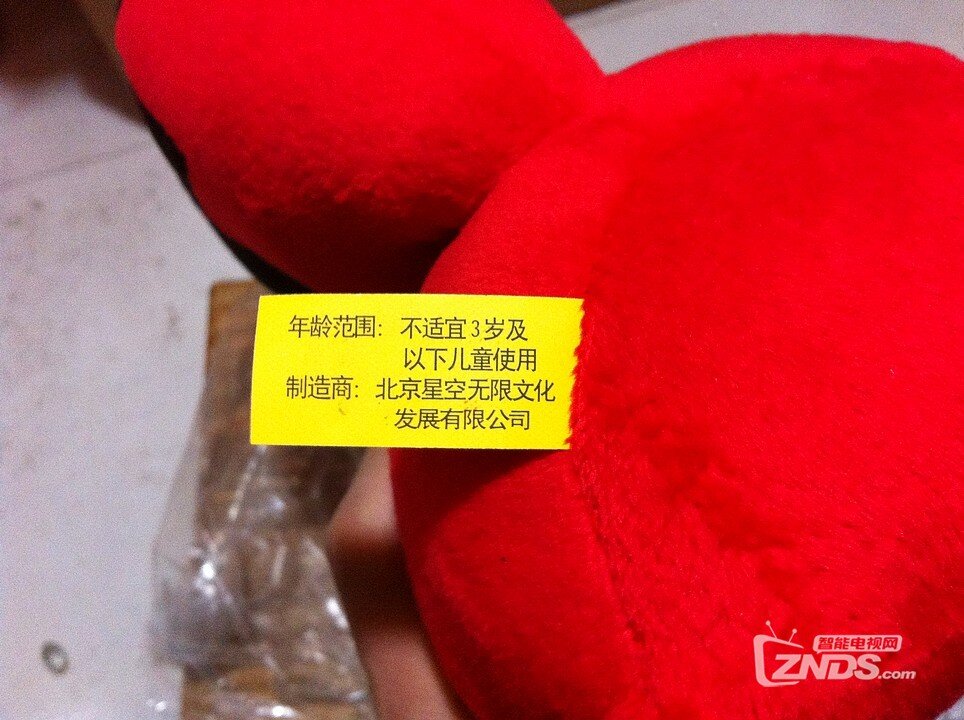 年龄范围：不适宜3岁及
以下儿童使用
制造商：北京星空无限文化
发展有限公司
智能电视网
ZNDS.com